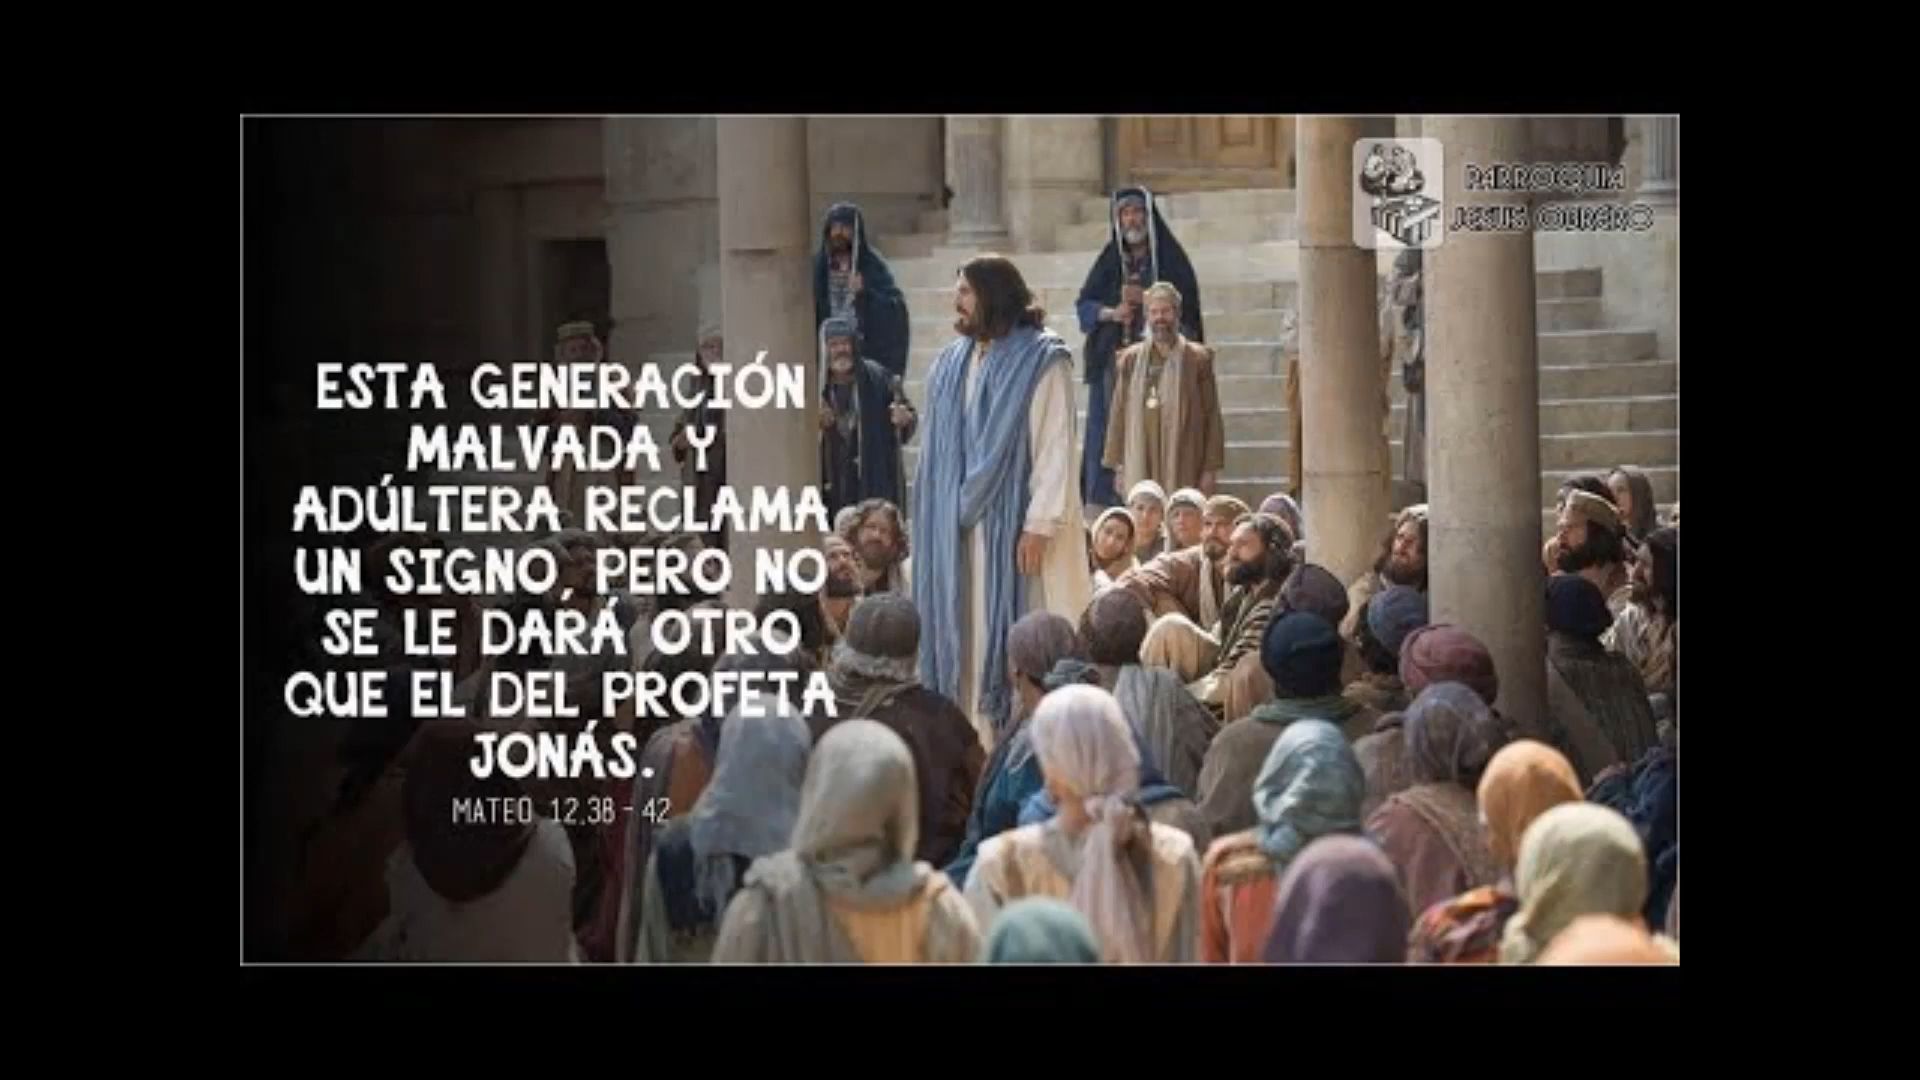 PARROQUIA
JESUS OBRERO
ESTA GENERACIÓN
MALVADA Y
ADÚLTERA RECLAMA
UN SIGNO, PERO NO
SE LE DARÁ OTRO
QUE EL DEL PROFETA
JONÁS.
MATEO 12,38 - 42